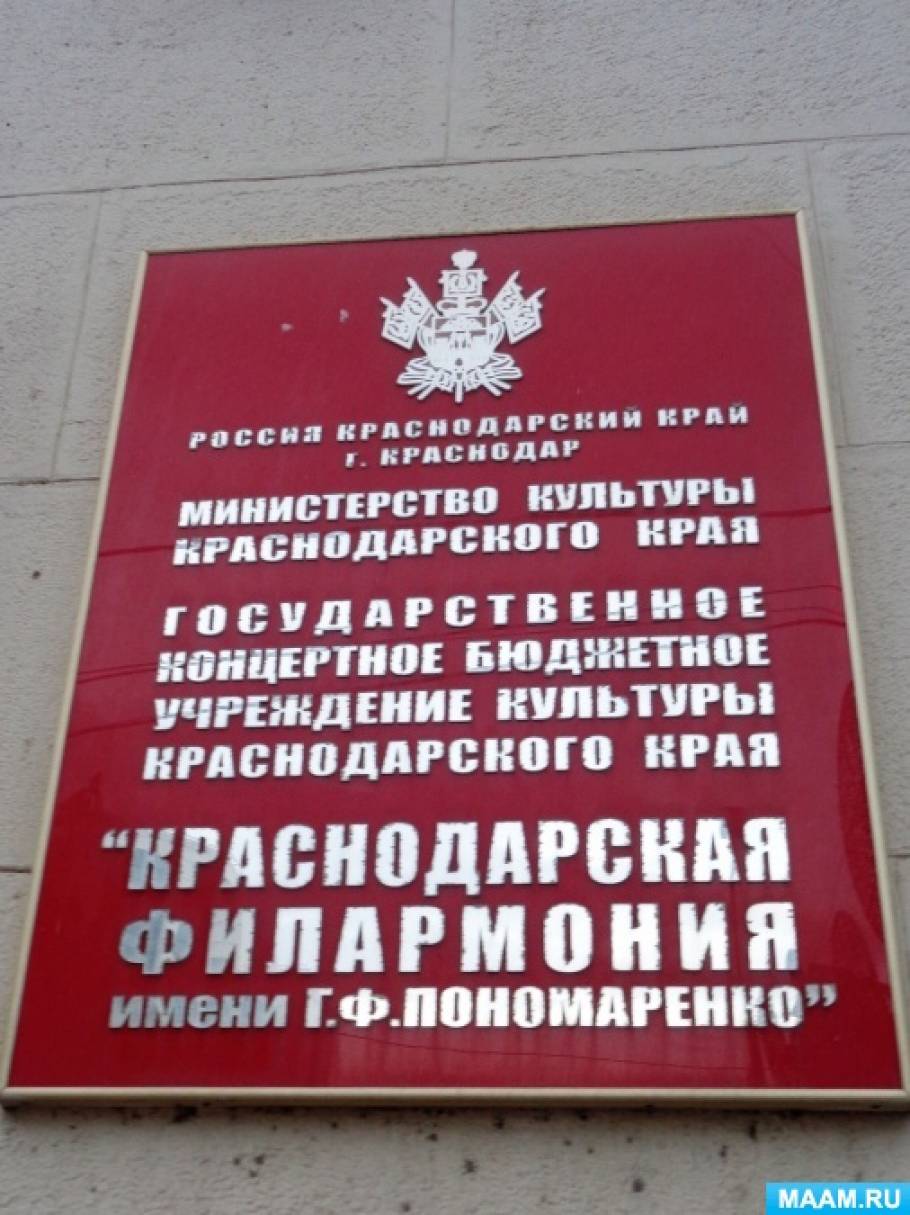 РОССИЯ КРАСНОДАРСКИЙ КРАЙ
г. КРАСНОДАР
МИНИСТЕРСТВО КУЛЬТУРЫ
КРАСНОДАРСКОГО КРАЯ
ГОСУДАРСТВЕННОЕ
КОНЦЕРТНОЕ БЮДЖЕТНОЕ
УЧРЕЖДЕНИЕ КУЛЬТУРЫ
КРАСНОДАРСКОГО КРАЯ
“КРАСНОДАРСКАЯ
ФИЛАРМОНИЯ
имени Г.Ф.ПОНОМАРЕНКО”
MAAM.RU